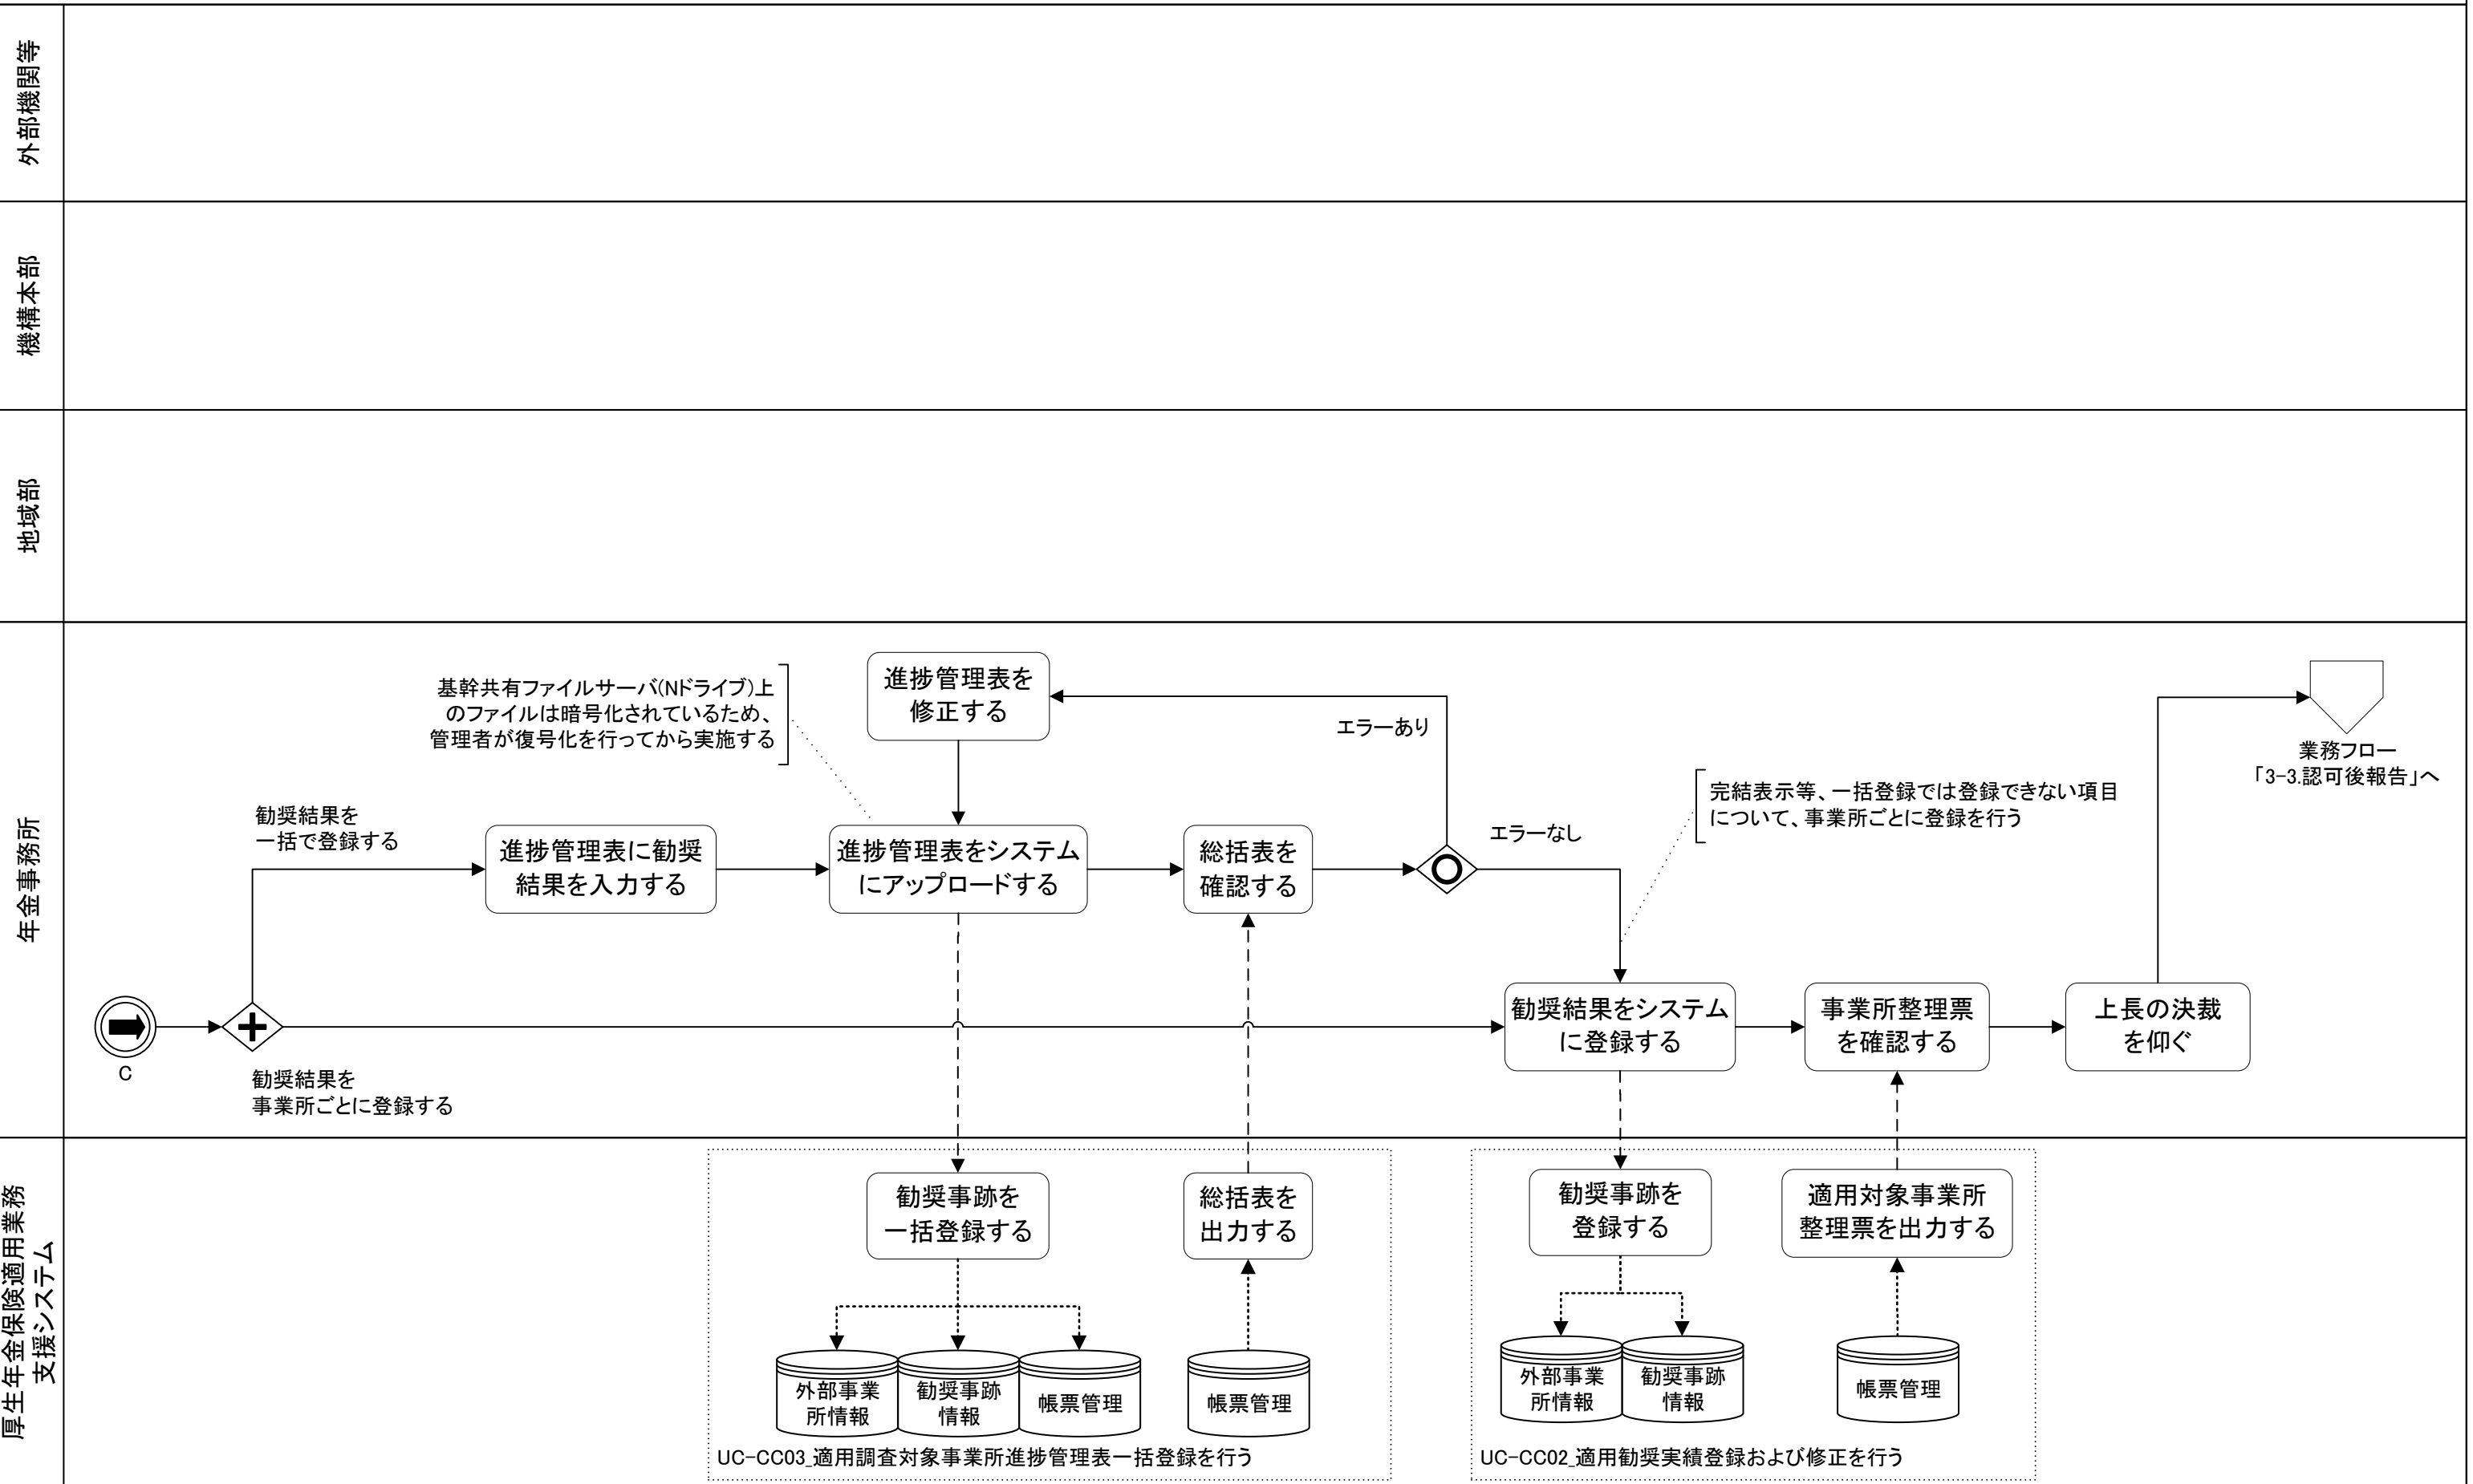 外部機関等
機構本部
地域部
年金事務所
基幹共有ファイルサーバ(Nドライブ)上
のファイルは暗号化されているため、
管理者が復号化を行ってから実施する
進捗管理表を
修正する
エラーあり
業務フロー
「3-3.認可後報告」へ
完結表示等、一括登録では登録できない項目
について、事業所ごとに登録を行う
勧奨結果を
一括で登録する
進捗管理表に勧奨
結果を入力する
進捗管理表をシステム
にアップロードする
総括表を
確認する
エラーなし
C
勧奨結果を
事業所ごとに登録する
勧奨結果をシステム
に登録する
事業所整理票
を確認する
上長の決裁
を仰ぐ
厚生年金保険適用業務
支援システム
勧奨事跡を
一括登録する
総括表を
出力する
勧奨事跡を
登録する
適用対象事業所
整理票を出力する
外部事業
所情報
勧奨事跡
情報
帳票管理
帳票管理
外部事業
所情報
勧奨事跡
情報
帳票管理
UC-CC03_適用調査対象事業所進捗管理表一括登録を行う
UC-CC02_適用勧奨実績登録および修正を行う